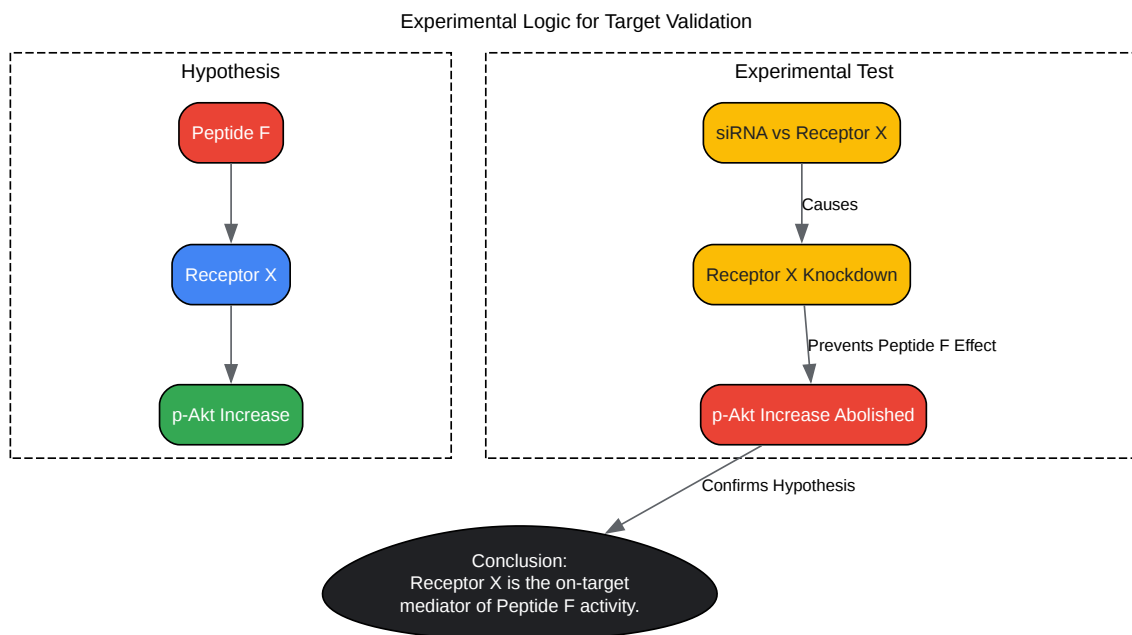 Experimental Logic for Target Validation
Hypothesis
Peptide F
Receptor X
p-Akt Increase
Experimental Test
siRNA vs Receptor X
Causes
Receptor X Knockdown
Prevents Peptide F Effect
p-Akt Increase Abolished
Confirms Hypothesis
Conclusion:
Receptor X is the on-target
mediator of Peptide F activity.